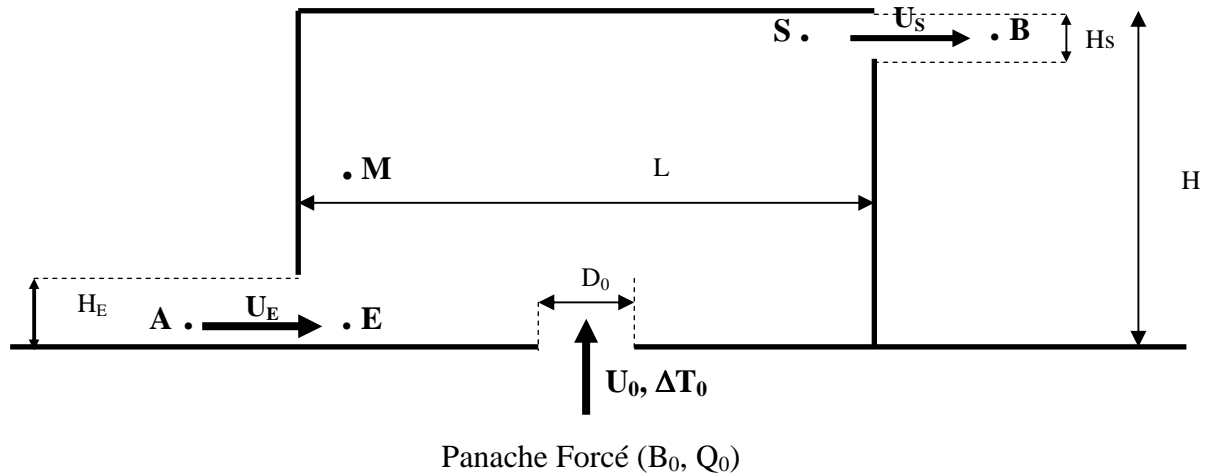 S
U_S
B
Hs
M
L
H
D_0
H_E
A
U_E
E
U_0, ΔT_0
Panache Forcé (B_0, Q_0)